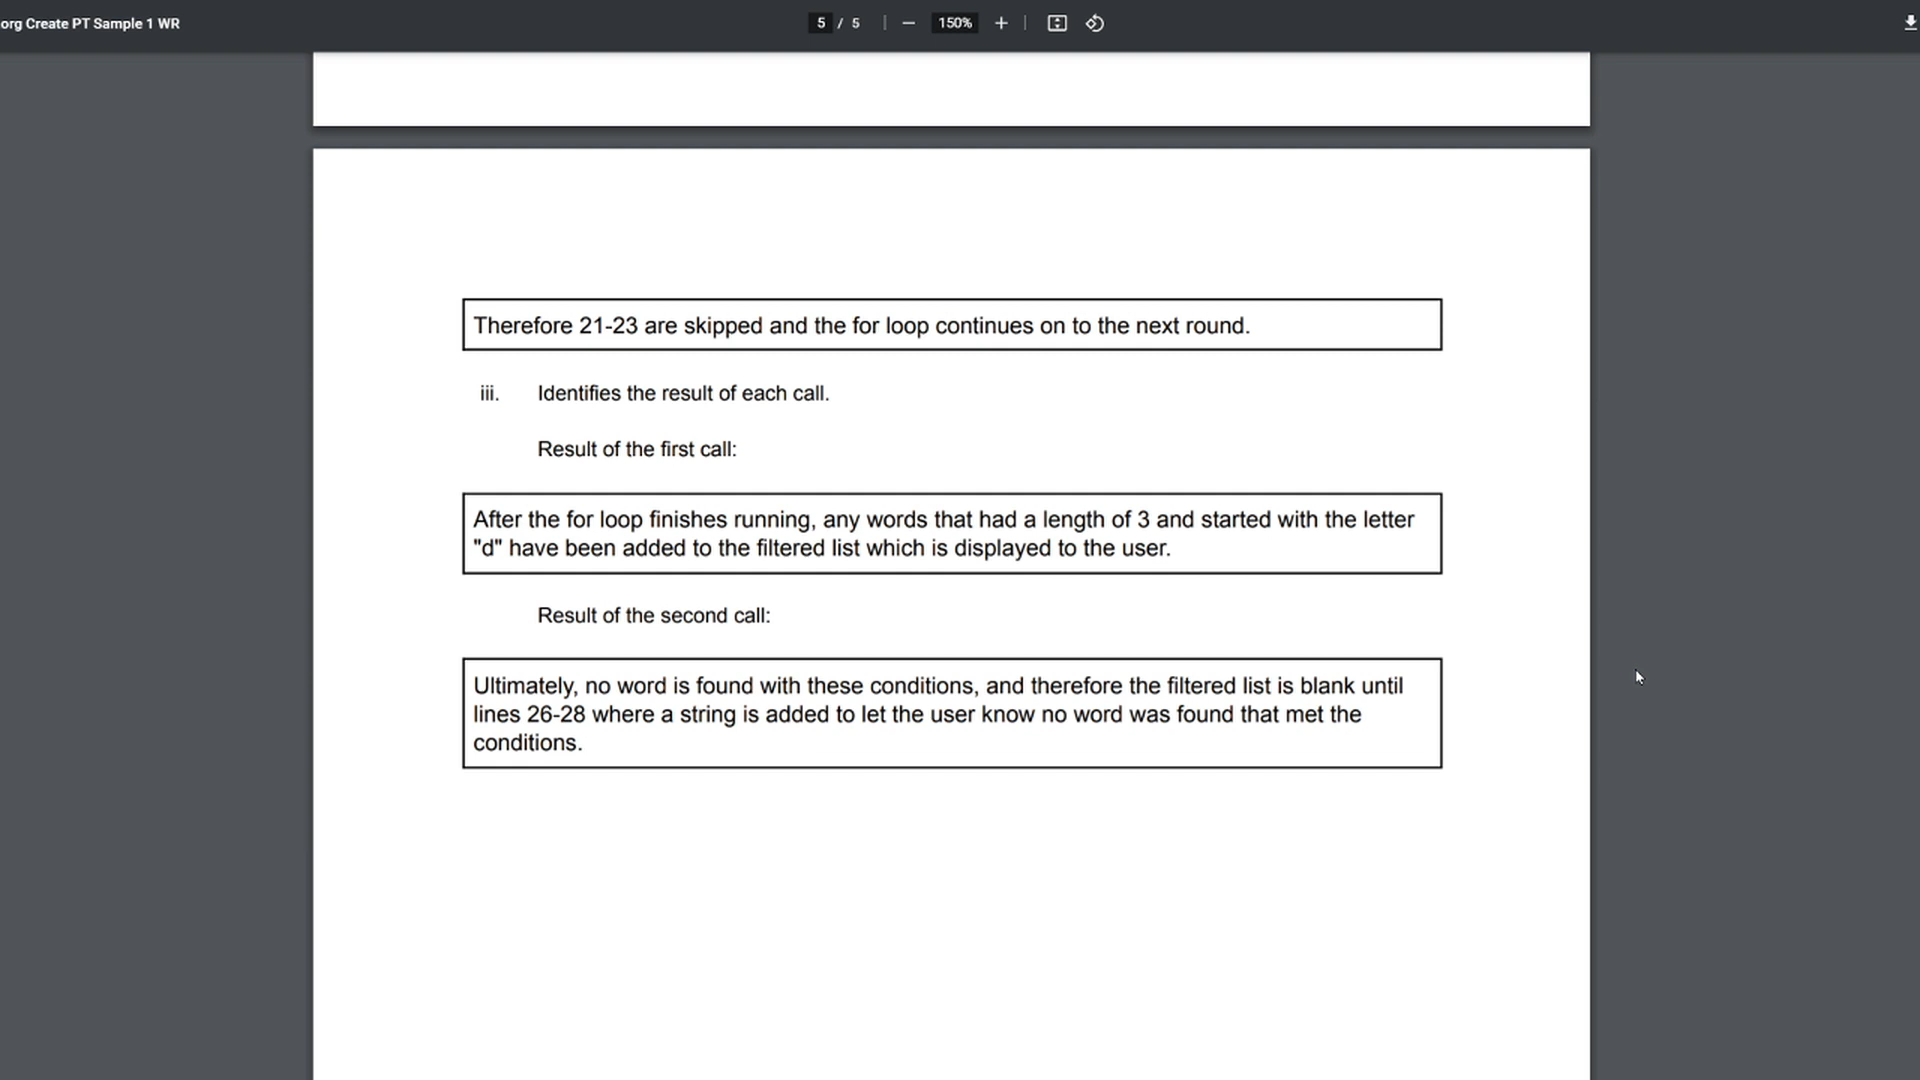 org Create PT Sample 1 WR
5 / 5
150%
Therefore 21-23 are skipped and the for loop continues on to the next round.
iii. Identifies the result of each call.
Result of the first call:
After the for loop finishes running, any words that had a length of 3 and started with the letter
"d" have been added to the filtered list which is displayed to the user.
Result of the second call:
Ultimately, no word is found with these conditions, and therefore the filtered list is blank until
lines 26-28 where a string is added to let the user know no word was found that met the
conditions.